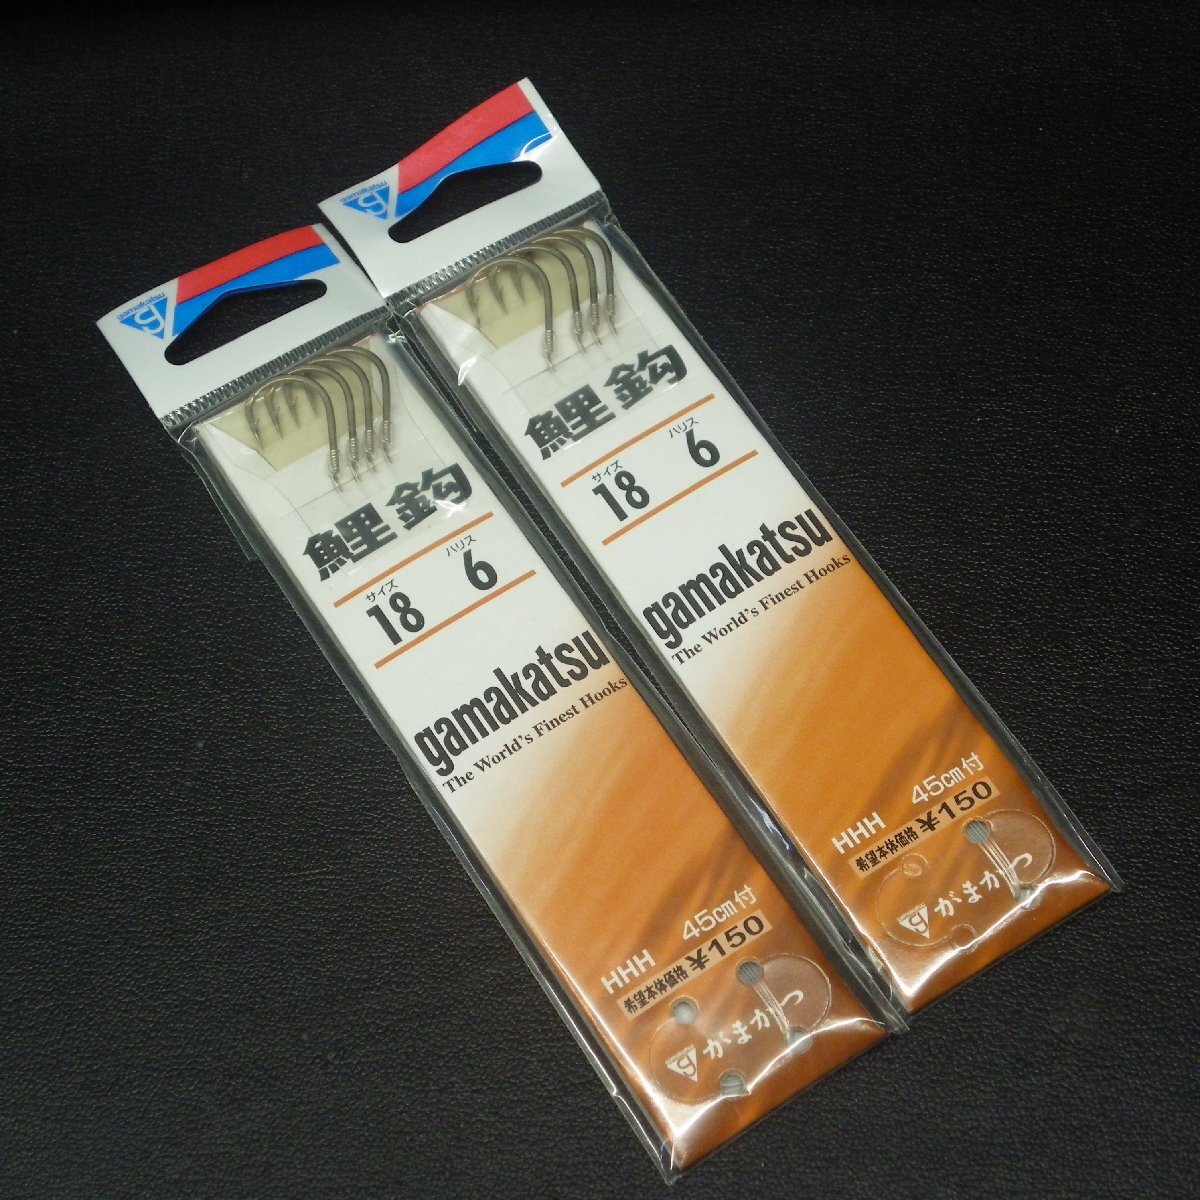 gamakatsu
鯉鈎
サイズ ハリス
18 6
gamakatsu
The World's Finest Hooks
HHH 45cm付
希望本体価格 ¥150
がまかつ
gamakatsu
鯉鈎
サイズ ハリス
18 6
gamakatsu
The World's Finest Hooks
HHH 45cm付
希望本体価格 ¥150
がまかつ